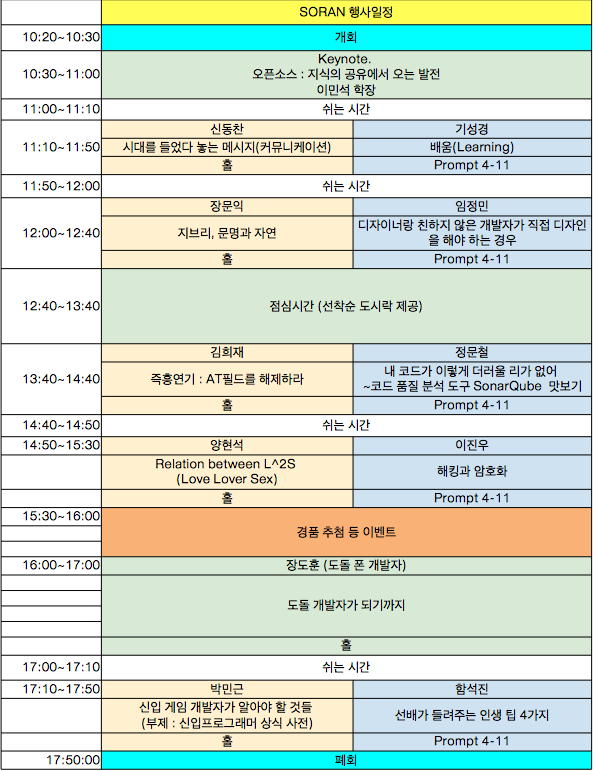 SORAN 행사일정
10:20~10:30
개회
10:30~11:00
Keynote.
오픈소스 : 지식의 공유에서 오는 발전
이민석 학장
11:00~11:10
쉬는 시간
11:10~11:50
신동찬
기성경
시대를 들었다 놓는 메시지(커뮤니케이션)
배움(Learning)
홀
Prompt 4-11
11:50~12:00
쉬는 시간
12:00~12:40
장문익
임정민
지브리, 문명과 자연
디자이너랑 친하지 않은 개발자가 직접 디자인
을 해야 하는 경우
홀
Prompt 4-11
12:40~13:40
점심시간 (선착순 도시락 제공)
13:40~14:40
김희재
정문철
즉흥연기 : AT필드를 해제하라
내 코드가 이렇게 더러울 리가 없어
~코드 품질 분석 도구 SonarQube 맛보기
홀
Prompt 4-11
14:40~14:50
쉬는 시간
14:50~15:30
양현석
이진우
Relation between L^2S
(Love Lover Sex)
해킹과 암호화
홀
Prompt 4-11
15:30~16:00
경품 추첨 등 이벤트
16:00~17:00
장도훈 (도돌 폰 개발자)
도돌 개발자가 되기까지
홀
17:00~17:10
쉬는 시간
17:10~17:50
박민근
함석진
신입 게임 개발자가 알아야 할 것들
(부제 : 신입프로그래머 상식 사전)
선배가 들려주는 인생 팁 4가지
홀
Prompt 4-11
17:50:00
폐회